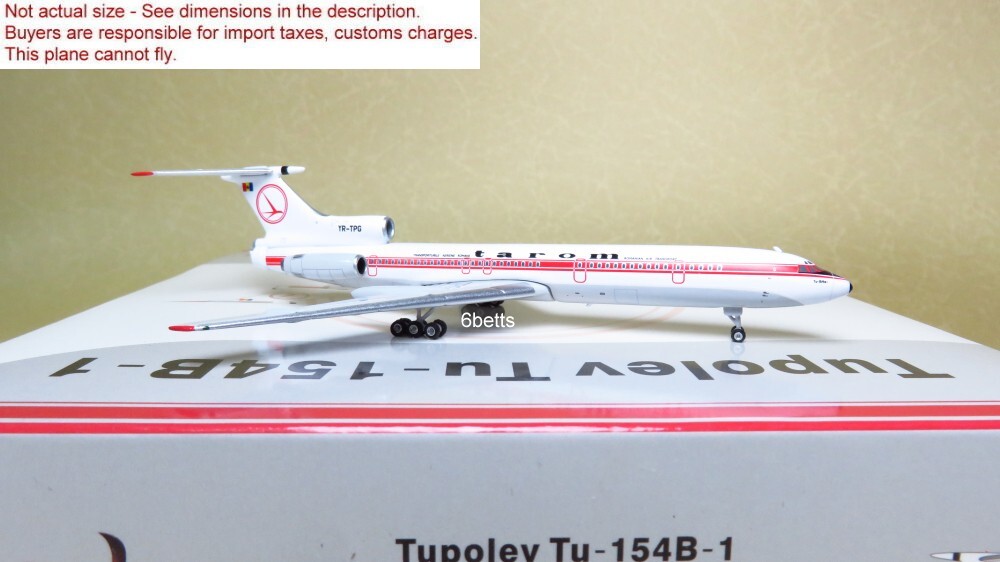 Not actual size - See dimensions in the description.
Buyers are responsible for import taxes, customs charges.
This plane cannot fly.
YR-TPG
tarom
6betts
Tupolev Tu-154B-1
Tupolev Tu-154B-1